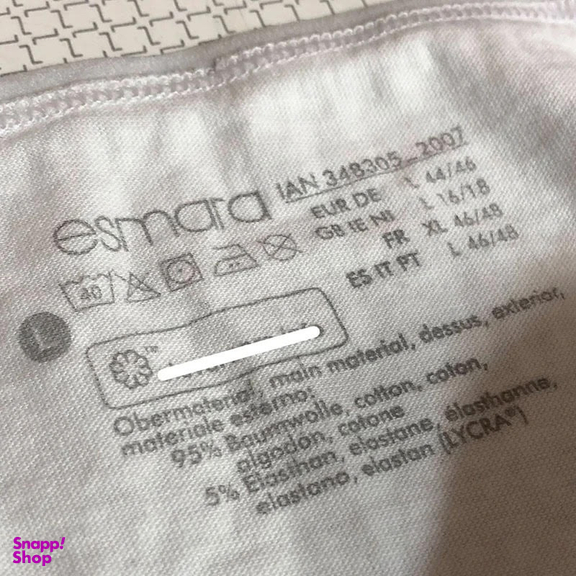 esmara
IAN 348305_2007
EUR DE L 44/46
GB IE NI L 16/18
FR XL 46/48
ES IT PT L 46/48
40
L
TM
Obermaterial, main material, dessus, exterior,
materiale esterno:
95% Baumwolle, cotton, coton,
algodon, cotone
5% Elasthan, elastane, élasthanne,
elastano, elastan (LYCRA®)
Snapp!
Shop